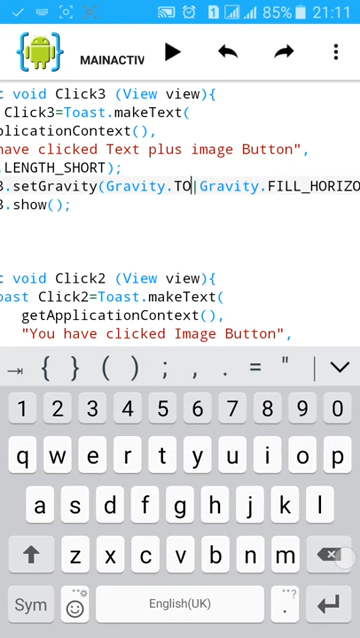 1 85% 21:11
MAINACTIV
c void Click3 (View view){
Click3=Toast.makeText(
plicationContext(),
have clicked Text plus image Button",
.LENGTH_SHORT);
3.setGravity(Gravity.TO|Gravity.FILL_HORIZO
3.show();
c void Click2 (View view){
oast Click2=Toast.makeText(
getApplicationContext(),
"You have clicked Image Button",
{ } ( ) ; , . = " |
1 2 3 4 5 6 7 8 9 0
q w e r t y u i o p
a s d f g h j k l
z x c v b n m
Sym English(UK) .